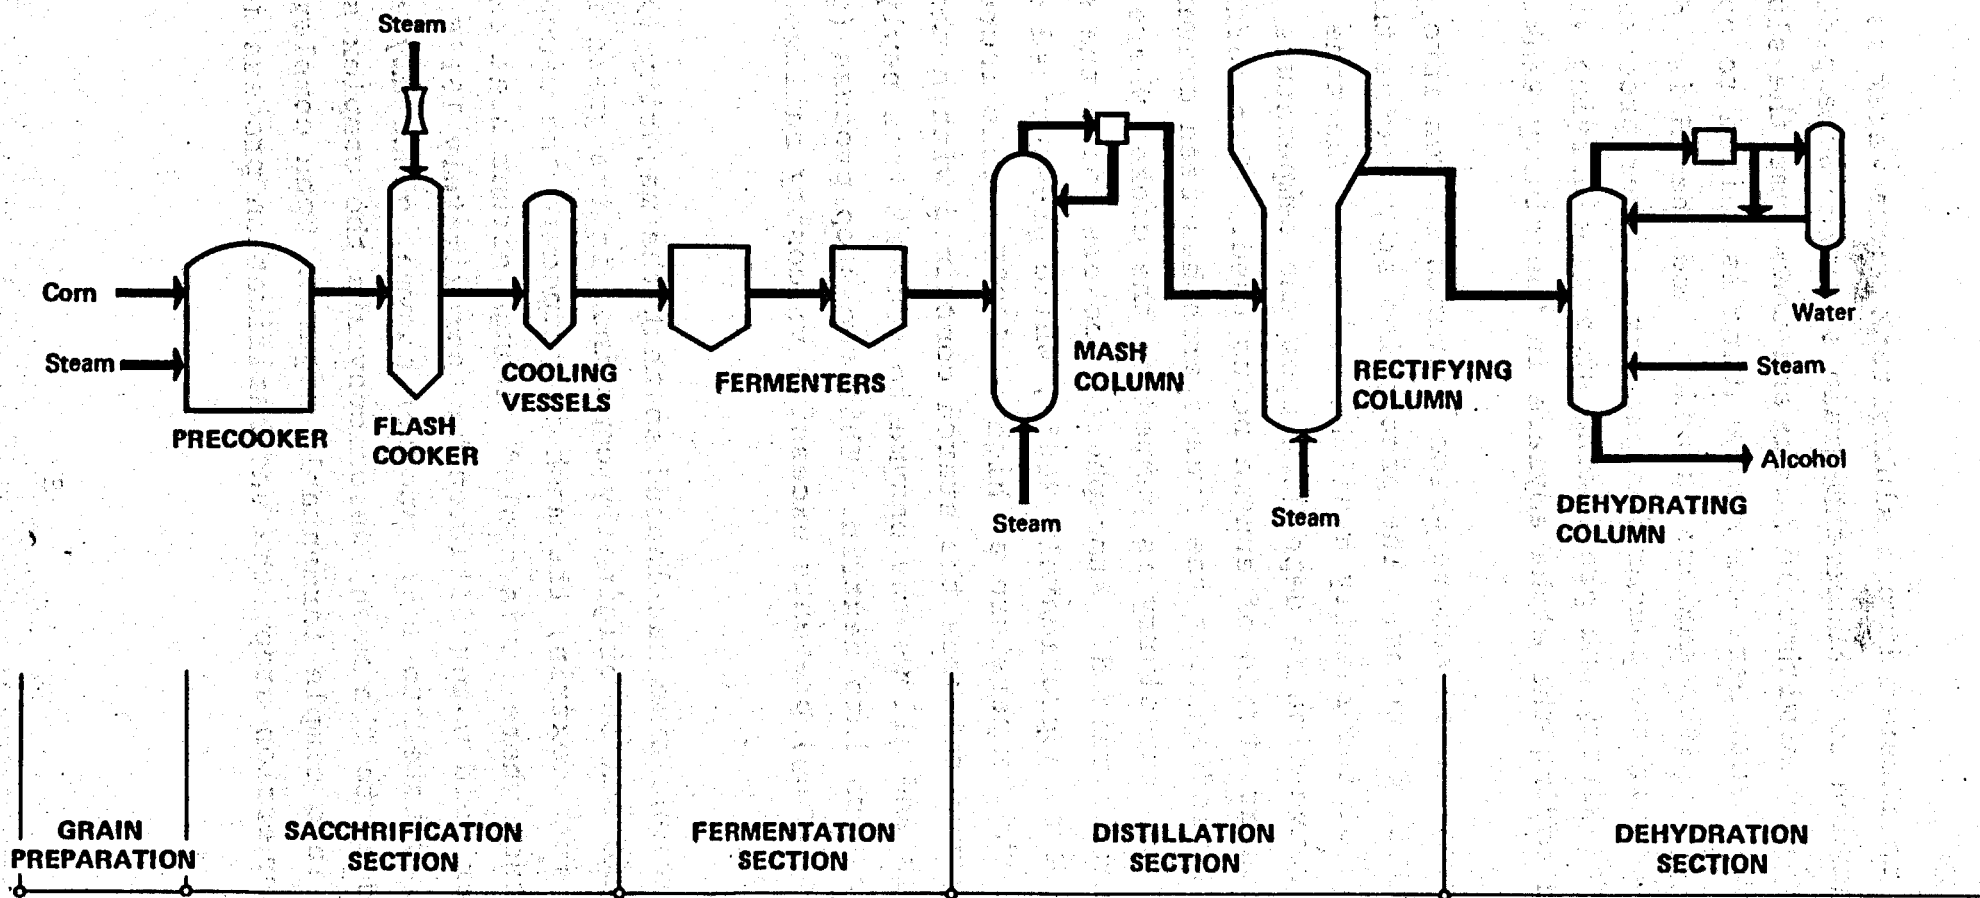 Steam
Corn
Steam
PRECOOKER
FLASH
COOKER
COOLING
VESSELS
FERMENTERS
MASH
COLUMN
Steam
RECTIFYING
COLUMN
Steam
Water
Steam
Alcohol
DEHYDRATING
COLUMN
GRAIN
PREPARATION
SACCHRIFICATION
SECTION
FERMENTATION
SECTION
DISTILLATION
SECTION
DEHYDRATION
SECTION